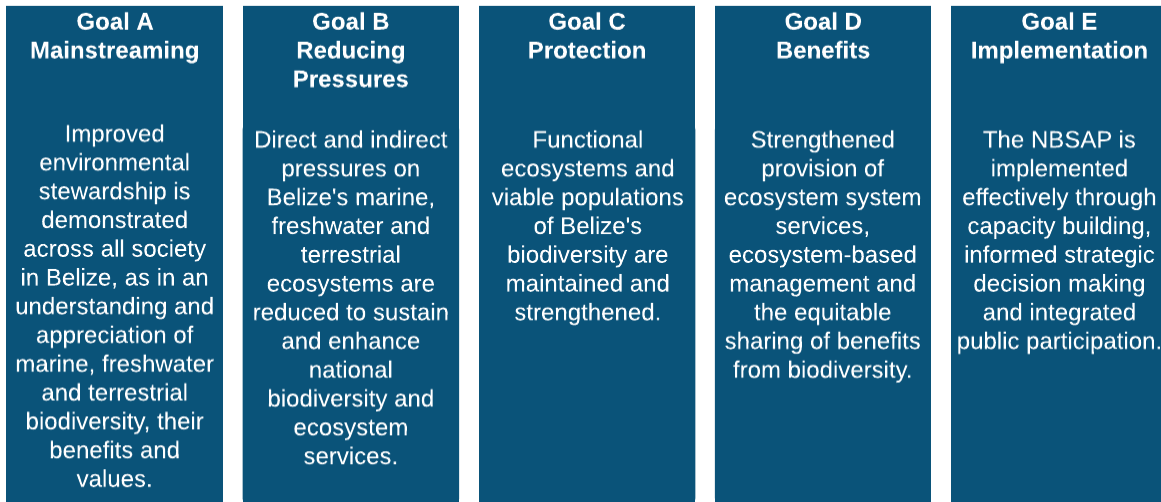 Goal A
Mainstreaming
Improved
environmental
stewardship is
demonstrated
across all society
in Belize, as in an
understanding and
appreciation of
marine, freshwater
and terrestrial
biodiversity, their
benefits and
values.
Goal B
Reducing
Pressures
Direct and indirect
pressures on
Belize's marine,
freshwater and
terrestrial
ecosystems are
reduced to sustain
and enhance
national
biodiversity and
ecosystem
services.
Goal C
Protection
Functional
ecosystems and
viable populations
of Belize's
biodiversity are
maintained and
strengthened.
Goal D
Benefits
Strengthened
provision of
ecosystem system
services,
ecosystem-based
management and
the equitable
sharing of benefits
from biodiversity.
Goal E
Implementation
The NBSAP is
implemented
effectively through
capacity building,
informed strategic
decision making
and integrated
public participation.